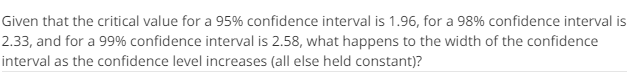 Given that the critical value for a 95% confidence interval is 1.96, for a 98% confidence interval is
2.33, and for a 99% confidence interval is 2.58, what happens to the width of the confidence
interval as the confidence level increases (all else held constant)?